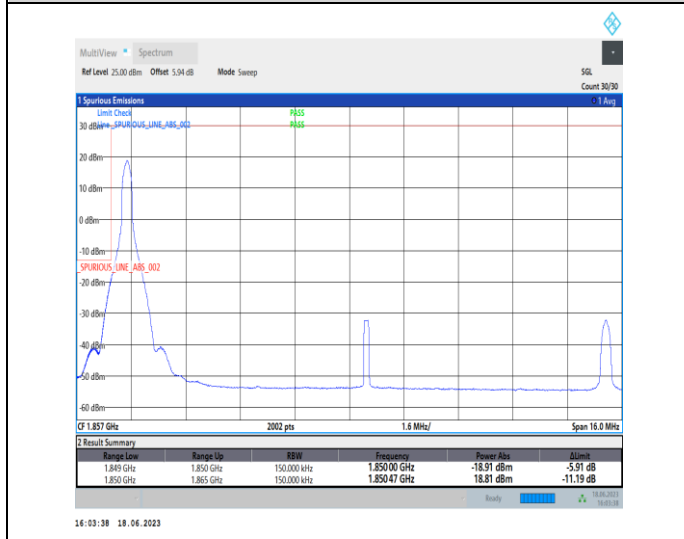 MultiView Spectrum
Ref Level 25.00 dBm Offset 5.94 dB Mode Sweep SGL
Count 30/30
1 Spurious Emissions 1 Avg
Limit Check PASS
30 dBm Line _SPURIOUS_LINE_ABS_002 PASS
20 dBm
10 dBm
0 dBm
-10 dBm
_SPURIOUS_LINE_ABS_002
-20 dBm
-30 dBm
-40 dBm
-50 dBm
-60 dBm
CF 1.857 GHz 2002 pts 1.6 MHz/ Span 16.0 MHz
2 Result Summary
Range Low Range Up RBW Frequency Power Abs ΔLimit
1.849 GHz 1.850 GHz 150.000 kHz 1.85000 GHz -18.91 dBm -5.91 dB
1.850 GHz 1.865 GHz 150.000 kHz 1.85047 GHz 18.81 dBm -11.19 dB
Ready 18.06.2023
16:03:38
16:03:38 18.06.2023